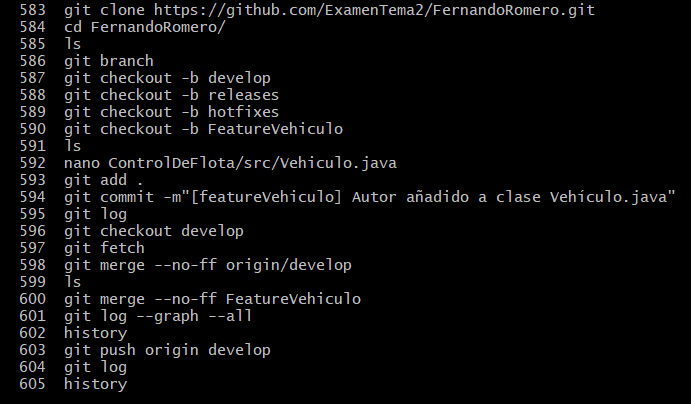 583 git clone https://github.com/ExamenTema2/FernandoRomero.git
584 cd FernandoRomero/
585 ls
586 git branch
587 git checkout -b develop
588 git checkout -b releases
589 git checkout -b hotfixes
590 git checkout -b FeatureVehiculo
591 ls
592 nano ControlDeFlota/src/Vehiculo.java
593 git add .
594 git commit -m"[featureVehiculo] Autor añadido a clase Vehículo.java"
595 git log
596 git checkout develop
597 git fetch
598 git merge --no-ff origin/develop
599 ls
600 git merge --no-ff FeatureVehiculo
601 git log --graph --all
602 history
603 git push origin develop
604 git log
605 history